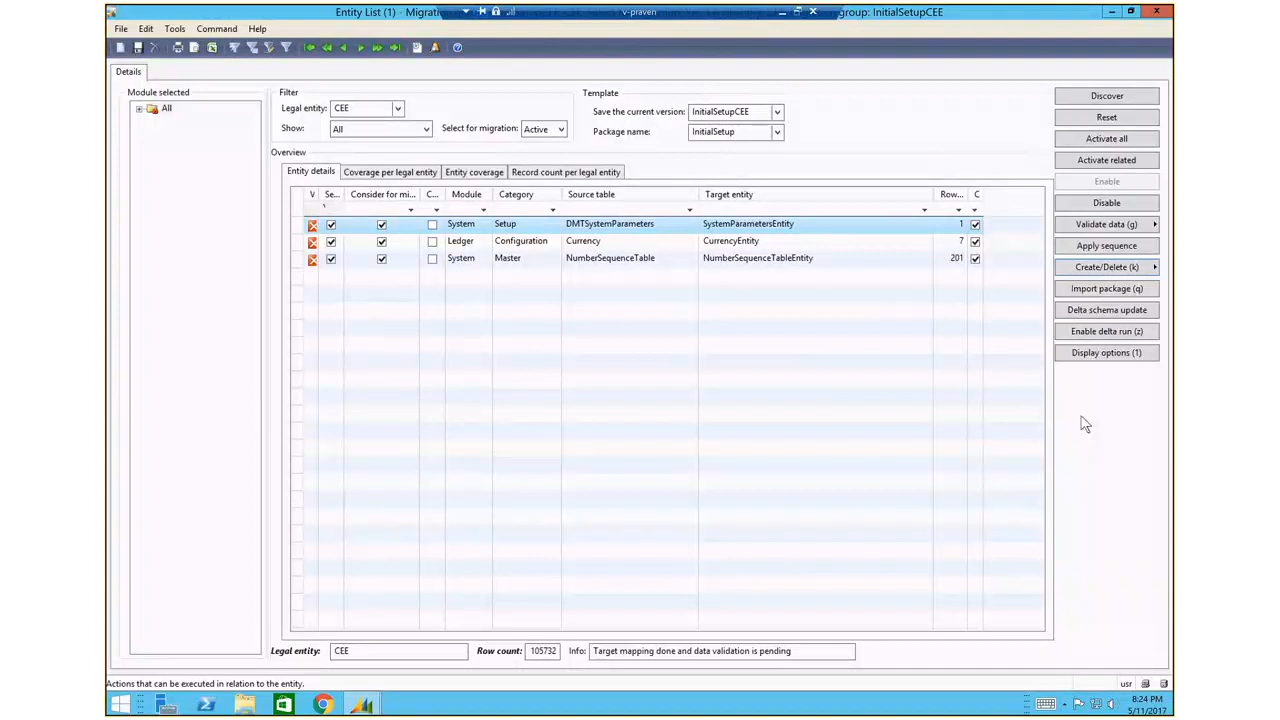 Entity List (1) - Migratio
v-praven
group: InitialSetupCEE
File Edit Tools Command Help
Details
Module selected
All
Filter
Legal entity: CEE
Show: All
Select for migration: Active
Template
Save the current version: InitialSetupCEE
Package name: InitialSetup
Overview
Entity details Coverage per legal entity Entity coverage Record count per legal entity
V Se... Consider for mi... C... Module Category Source table Target entity Row... C
System Setup DMTSystemParameters SystemParametersEntity 1
Ledger Configuration Currency CurrencyEntity 7
System Master NumberSequenceTable NumberSequenceTableEntity 201
Discover
Reset
Activate all
Activate related
Enable
Disable
Validate data (g)
Apply sequence
Create/Delete (k)
Import package (q)
Delta schema update
Enable delta run (z)
Display options (1)
Legal entity: CEE Row count: 105732 Info: Target mapping done and data validation is pending
Actions that can be executed in relation to the entity.
usr
8:24 PM
5/11/2017